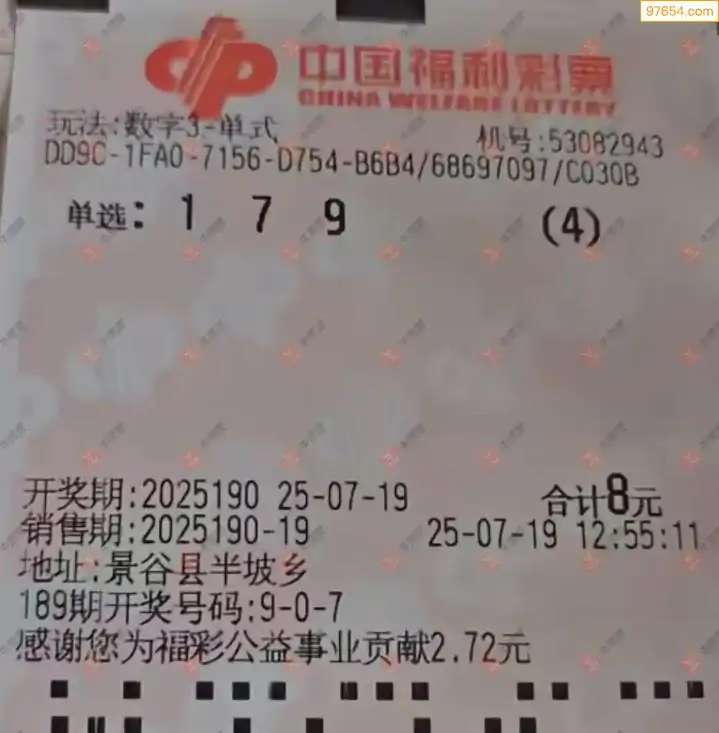 97654.com
中国福利彩票
CHINA WELFARE LOTTERY
玩法:数字3-单式 机号:53082943
DD9C-1FA0-7156-D754-B6B4/68697097/C030B
单选: 1 7 9 (4)
开奖期:2025190 25-07-19 合计8元
销售期:2025190-19 25-07-19 12:55:11
地址:景谷县半坡乡
189期开奖号码:9-0-7
感谢您为福彩公益事业贡献2.72元